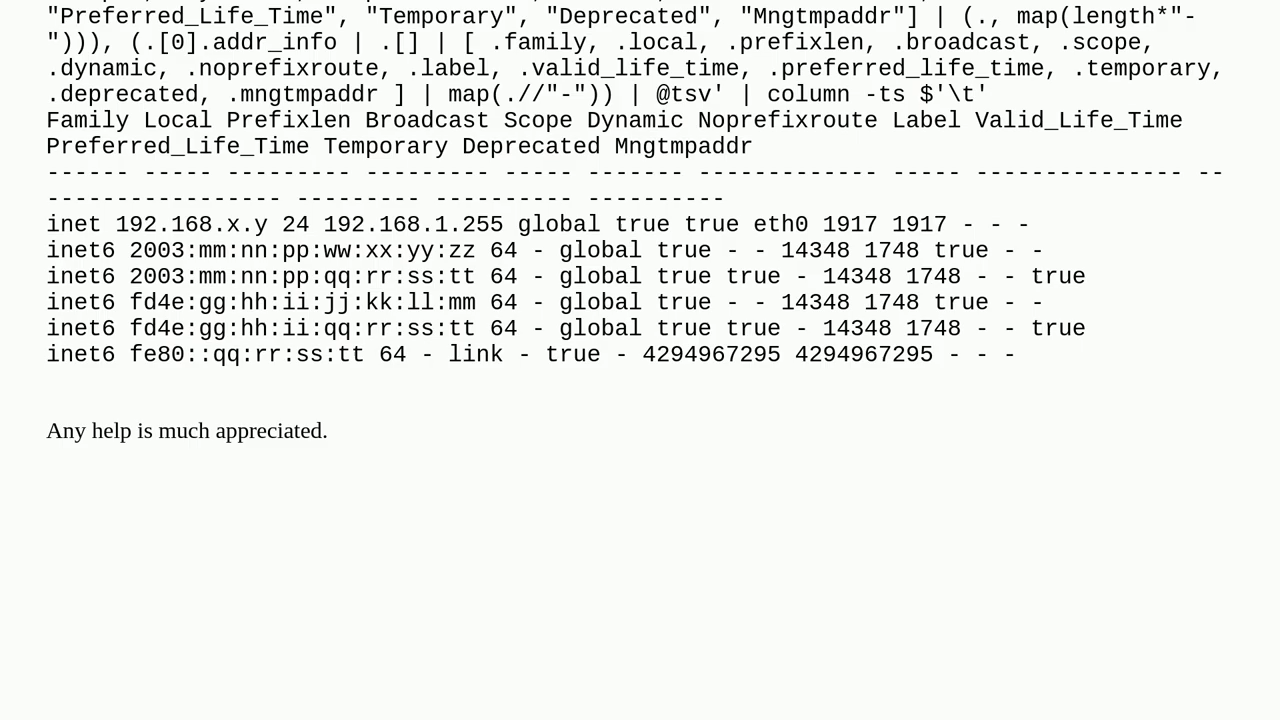 "Preferred_Life_Time", "Temporary", "Deprecated", "Mngtmpaddr"] | (., map(length*"-
"))), (.[0].addr_info | .[] | [ .family, .local, .prefixlen, .broadcast, .scope,
.dynamic, .noprefixroute, .label, .valid_life_time, .preferred_life_time, .temporary,
.deprecated, .mngtmpaddr ] | map(.//"-")) | @tsv' | column -ts $'\t'
Family Local Prefixlen Broadcast Scope Dynamic Noprefixroute Label Valid_Life_Time
Preferred_Life_Time Temporary Deprecated Mngtmpaddr
------ ----- --------- --------- ----- ------- ------------- ----- --------------- --
----------------- --------- ---------- ----------
inet 192.168.x.y 24 192.168.1.255 global true true eth0 1917 1917 - - -
inet6 2003:mm:nn:pp:ww:xx:yy:zz 64 - global true - - 14348 1748 true - -
inet6 2003:mm:nn:pp:qq:rr:ss:tt 64 - global true true - 14348 1748 - - true
inet6 fd4e:gg:hh:ii:jj:kk:ll:mm 64 - global true - - 14348 1748 true - -
inet6 fd4e:gg:hh:ii:qq:rr:ss:tt 64 - global true true - 14348 1748 - - true
inet6 fe80::qq:rr:ss:tt 64 - link - true - 4294967295 4294967295 - - -
Any help is much appreciated.